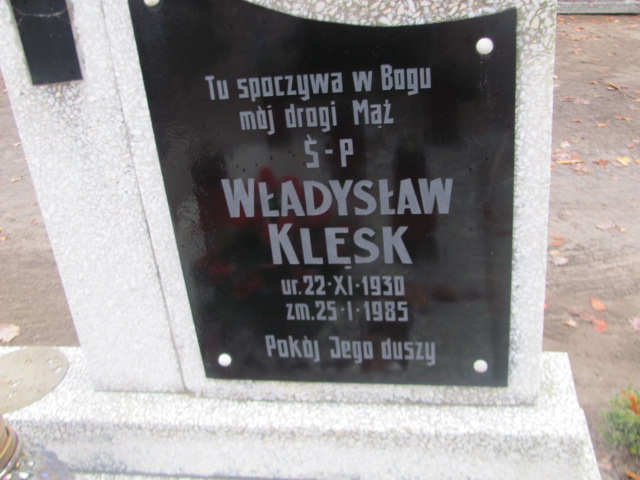 Tu spoczywa w Bogu
mój drogi Mąż
Ś-P
WŁADYSŁAW
KLĘSK
ur. 22·XI·1930
zm. 25·I·1985
Pokój Jego duszy